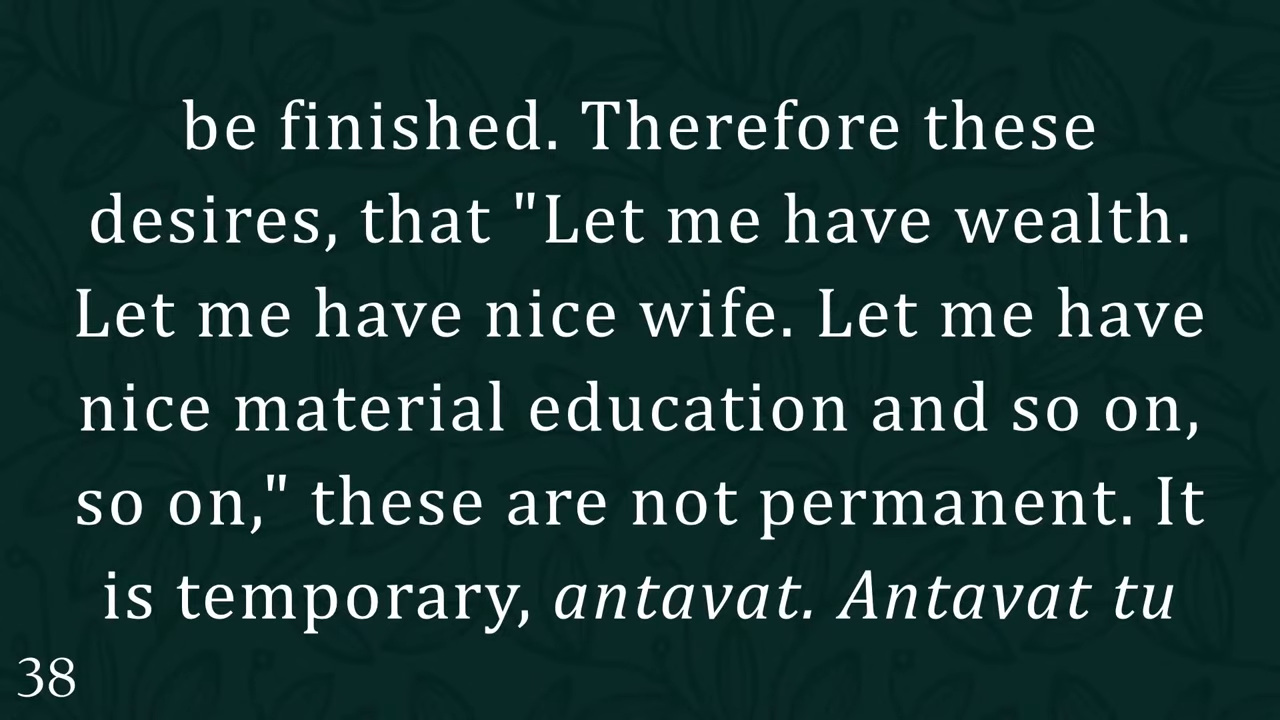 be finished. Therefore these
desires, that "Let me have wealth.
Let me have nice wife. Let me have
nice material education and so on,
so on," these are not permanent. It
is temporary, antavat. Antavat tu
38